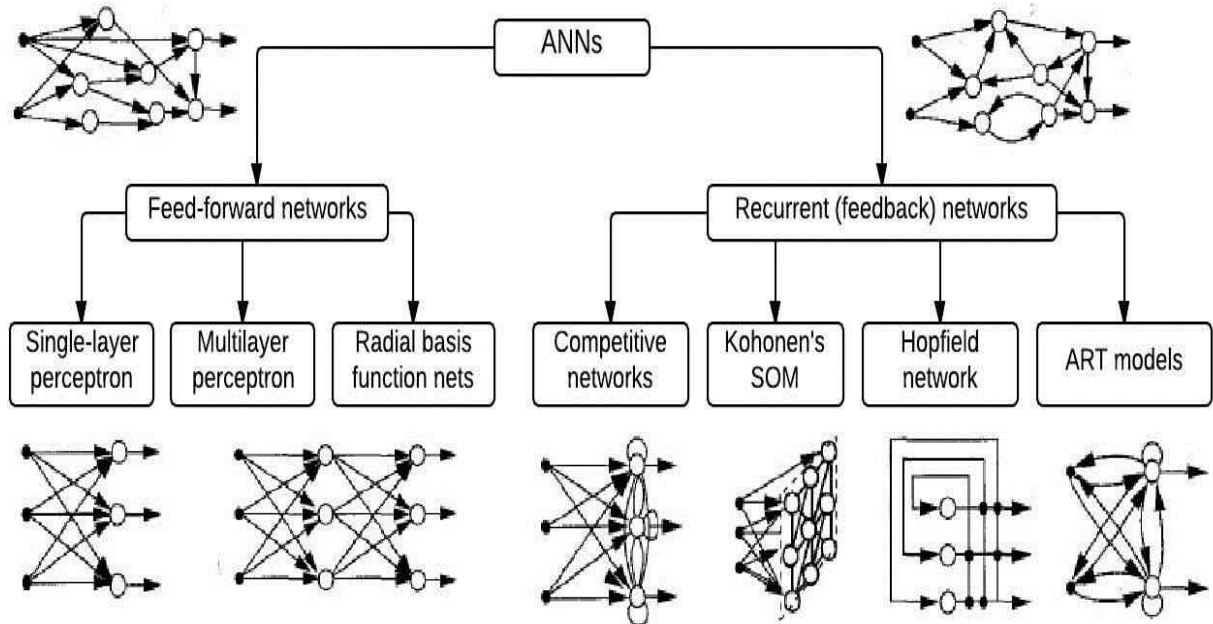 ANNs
Feed-forward networks
Recurrent (feedback) networks
Single-layer
perceptron
Multilayer
perceptron
Radial basis
function nets
Competitive
networks
Kohonen's
SOM
Hopfield
network
ART models